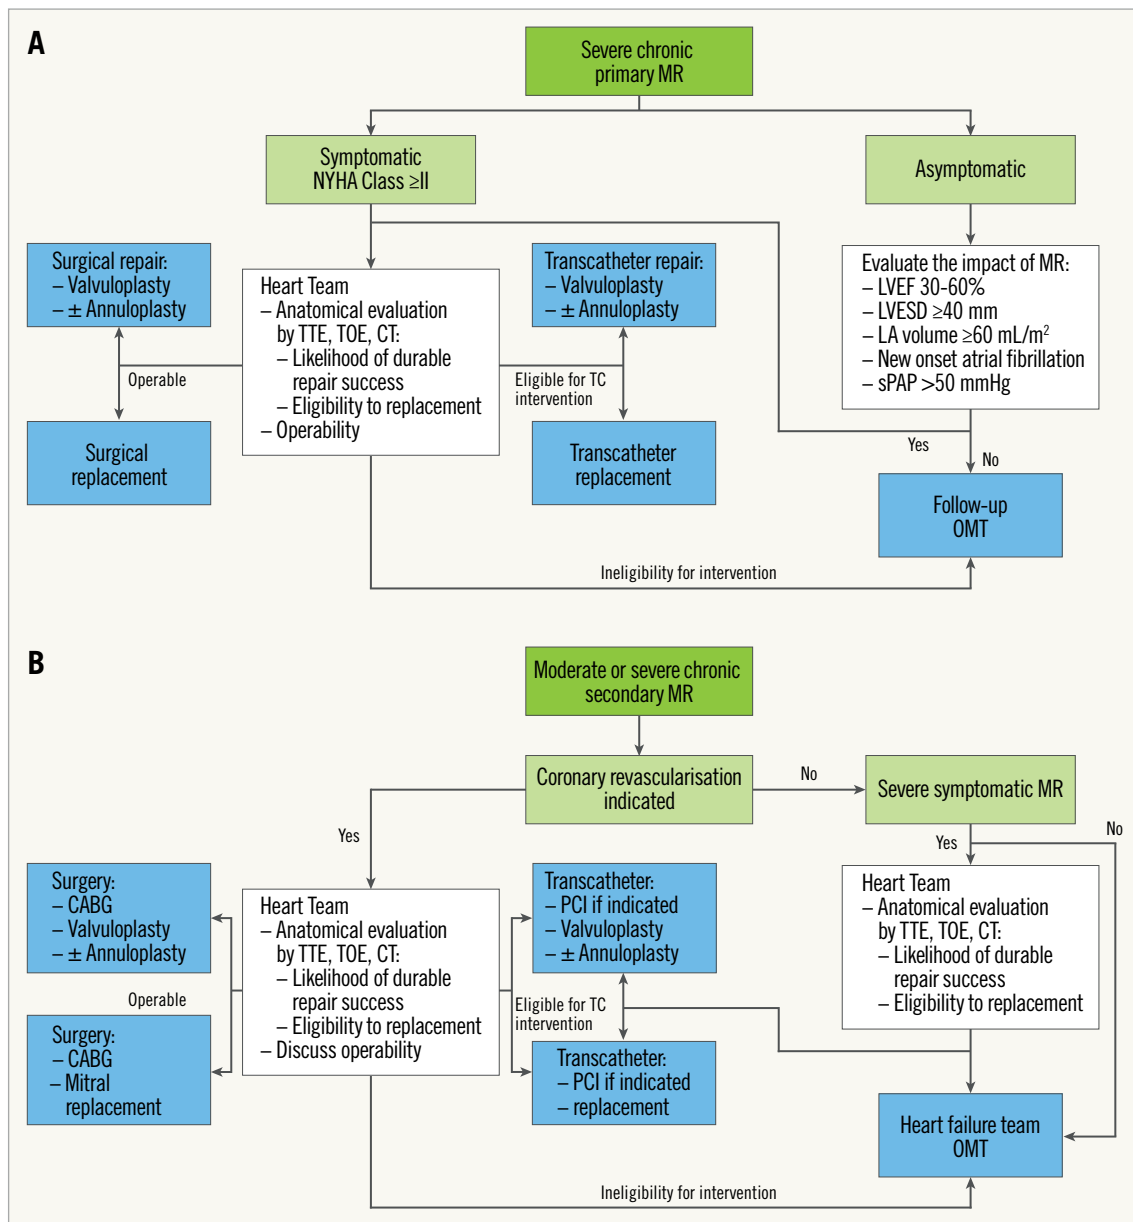 A
Severe chronic
primary MR
Symptomatic
NYHA Class ≥II
Asymptomatic
Surgical repair:
– Valvuloplasty
– ± Annuloplasty
Heart Team
– Anatomical evaluation
by TTE, TOE, CT:
– Likelihood of durable
repair success
– Eligibility to replacement
– Operability
Transcatheter repair:
– Valvuloplasty
– ± Annuloplasty
Evaluate the impact of MR:
– LVEF 30-60%
– LVESD ≥40 mm
– LA volume ≥60 mL/m²
– New onset atrial fibrillation
– sPAP >50 mmHg
Operable
Eligible for TC
intervention
Surgical
replacement
Transcatheter
replacement
Yes
No
Follow-up
OMT
Ineligibility for intervention
B
Moderate or severe chronic
secondary MR
Coronary revascularisation
indicated
No
Severe symptomatic MR
Yes
Yes
No
Surgery:
– CABG
– Valvuloplasty
– ± Annuloplasty
Heart Team
– Anatomical evaluation
by TTE, TOE, CT:
– Likelihood of durable
repair success
– Eligibility to replacement
– Discuss operability
Transcatheter:
– PCI if indicated
– Valvuloplasty
– ± Annuloplasty
Heart Team
– Anatomical evaluation
by TTE, TOE, CT:
– Likelihood of durable
repair success
– Eligibility to replacement
Operable
Eligible for TC
intervention
Surgery:
– CABG
– Mitral
replacement
Transcatheter:
– PCI if indicated
– replacement
Heart failure team
OMT
Ineligibility for intervention